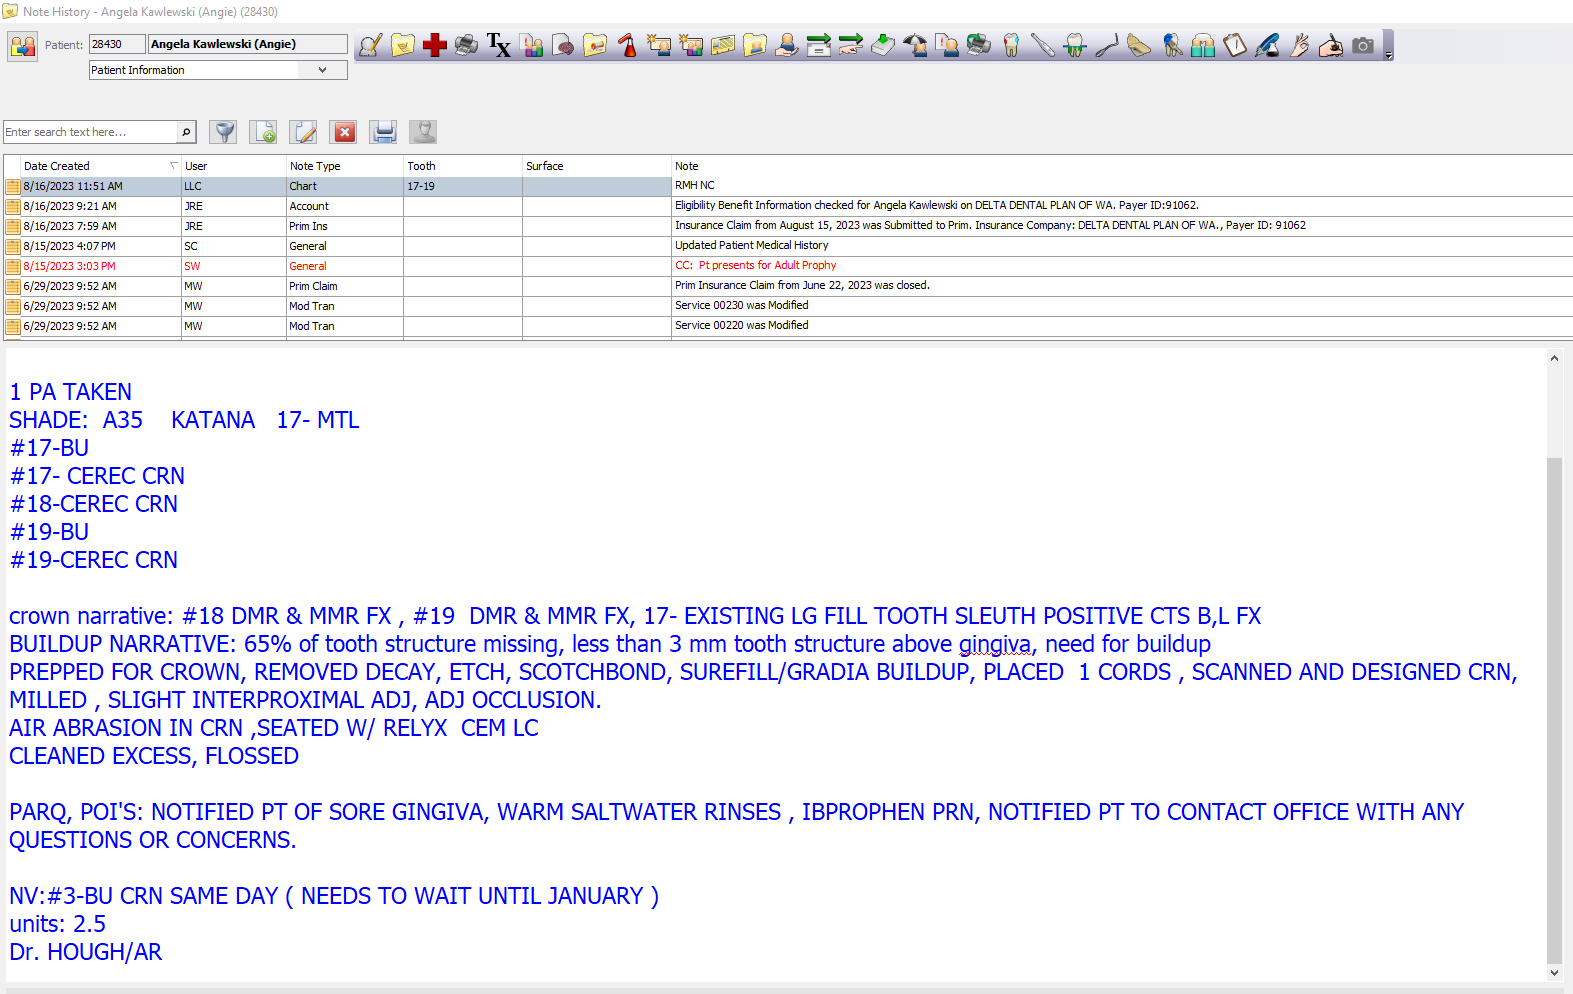 Note History - Angela Kawlewski (Angie) (28430)
Patient: 28430 Angela Kawlewski (Angie)
Patient Information
Enter search text here...
Date Created User Note Type Tooth Surface Note
8/16/2023 11:51 AM LLC Chart 17-19 RMH NC
8/16/2023 9:21 AM JRE Account Eligibility Benefit Information checked for Angela Kawlewski on DELTA DENTAL PLAN OF WA. Payer ID:91062.
8/16/2023 7:59 AM JRE Prim Ins Insurance Claim from August 15, 2023 was Submitted to Prim. Insurance Company: DELTA DENTAL PLAN OF WA., Payer ID: 91062
8/15/2023 4:07 PM SC General Updated Patient Medical History
8/15/2023 3:03 PM SW General CC:  Pt presents for Adult Prophy
6/29/2023 9:52 AM MW Prim Claim Prim Insurance Claim from June 22, 2023 was closed.
6/29/2023 9:52 AM MW Mod Tran Service 00230 was Modified
6/29/2023 9:52 AM MW Mod Tran Service 00220 was Modified
1 PA TAKEN
SHADE:  A35    KATANA   17- MTL
#17-BU
#17- CEREC CRN
#18-CEREC CRN
#19-BU
#19-CEREC CRN
crown narrative: #18 DMR & MMR FX , #19  DMR & MMR FX, 17- EXISTING LG FILL TOOTH SLEUTH POSITIVE CTS B,L FX
BUILDUP NARRATIVE: 65% of tooth structure missing, less than 3 mm tooth structure above gingiva, need for buildup
PREPPED FOR CROWN, REMOVED DECAY, ETCH, SCOTCHBOND, SUREFILL/GRADIA BUILDUP, PLACED  1 CORDS , SCANNED AND DESIGNED CRN,
MILLED , SLIGHT INTERPROXIMAL ADJ, ADJ OCCLUSION.
AIR ABRASION IN CRN ,SEATED W/ RELYX  CEM LC
CLEANED EXCESS, FLOSSED
PARQ, POI'S: NOTIFIED PT OF SORE GINGIVA, WARM SALTWATER RINSES , IBPROPHEN PRN, NOTIFIED PT TO CONTACT OFFICE WITH ANY
QUESTIONS OR CONCERNS.
NV:#3-BU CRN SAME DAY ( NEEDS TO WAIT UNTIL JANUARY )
units: 2.5
Dr. HOUGH/AR